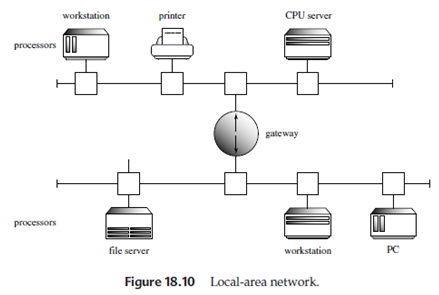 workstation printer CPU server
processors
gateway
processors
file server workstation PC
Figure 18.10 Local-area network.